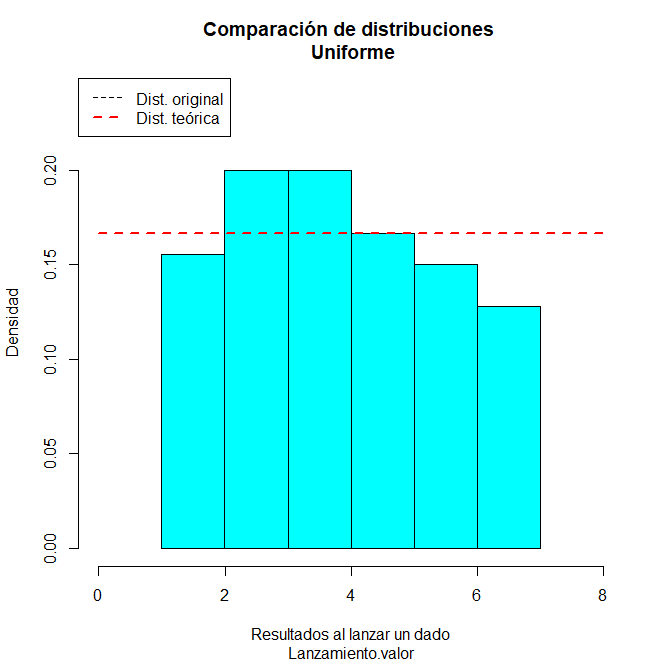 Comparación de distribuciones
Uniforme
Dist. original
Dist. teórica
0.20
0.15
0.10
0.05
0.00
Densidad
0 2 4 6 8
Resultados al lanzar un dado
Lanzamiento.valor